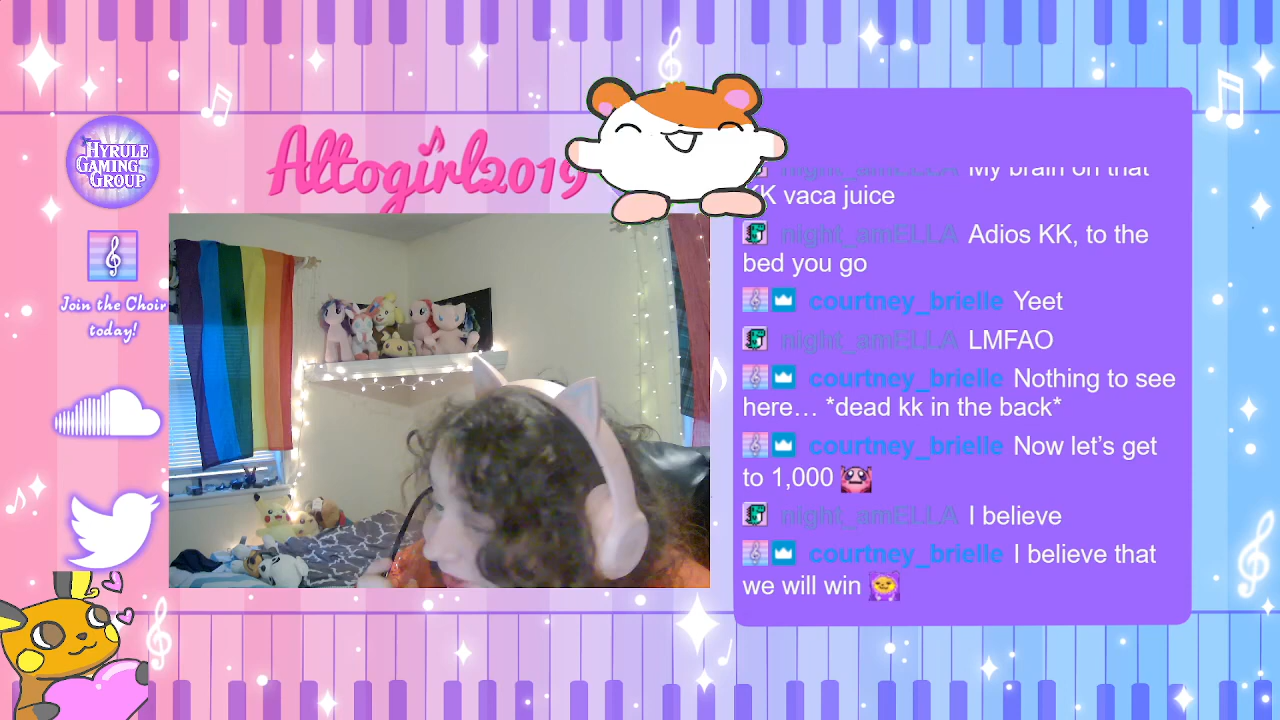 Altogirl2019
HYRULE
GAMING
GROUP
Join the Choir
today!
night_amELLA My brain on that
KK vaca juice
night_amELLA Adios KK, to the
bed you go
courtney_brielle Yeet
night_amELLA LMFAO
courtney_brielle Nothing to see
here… *dead kk in the back*
courtney_brielle Now let’s get
to 1,000
night_amELLA I believe
courtney_brielle I believe that
we will win